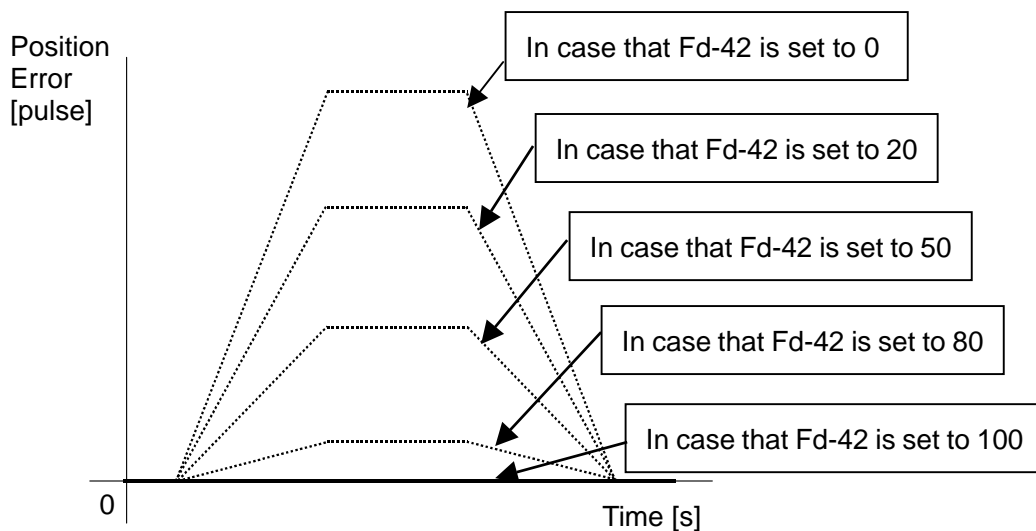 Position
Error
[pulse]
In case that Fd-42 is set to 0
In case that Fd-42 is set to 20
In case that Fd-42 is set to 50
In case that Fd-42 is set to 80
In case that Fd-42 is set to 100
0
Time [s]